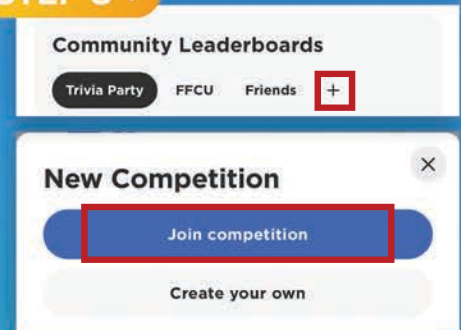 Community Leaderboards
Trivia Party FFCU Friends +
New Competition
Join competition
Create your own